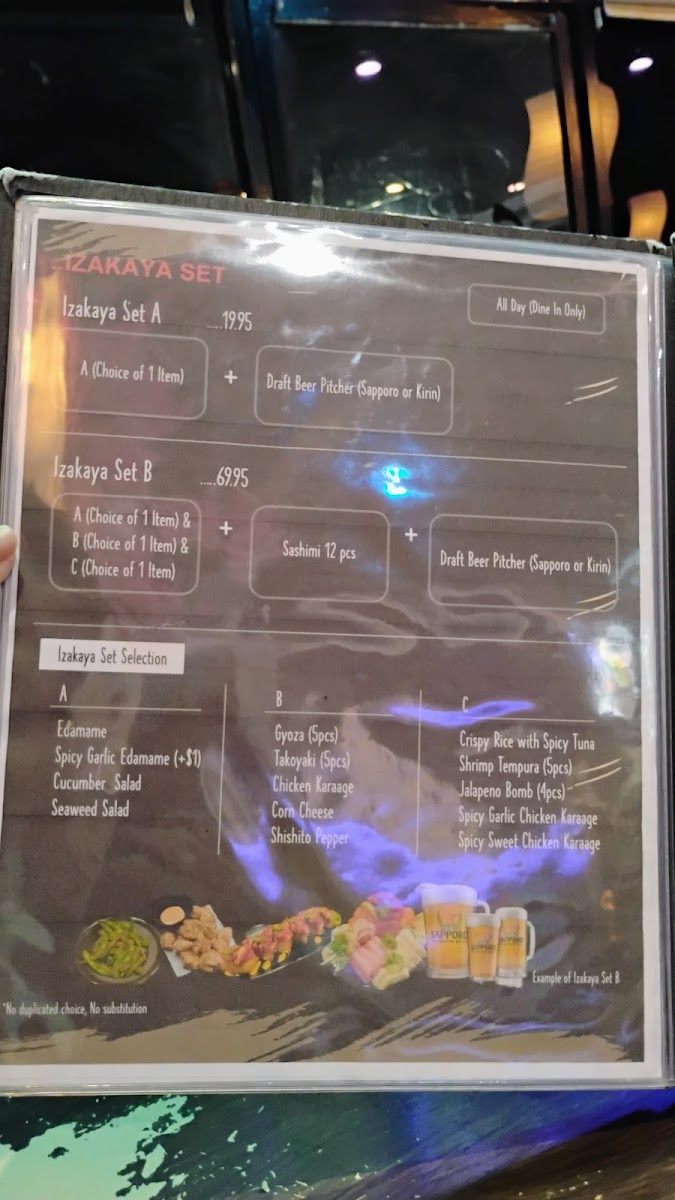 IZAKAYA SET
All Day (Dine In Only)
Izakaya Set A .....19.95
A (Choice of 1 Item)
+
Draft Beer Pitcher (Sapporo or Kirin)
Izakaya Set B .....69.95
A (Choice of 1 Item) &
B (Choice of 1 Item) &
C (Choice of 1 Item)
+
Sashimi 12 pcs
+
Draft Beer Pitcher (Sapporo or Kirin)
Izakaya Set Selection
A
Edamame
Spicy Garlic Edamame (+$1)
Cucumber Salad
Seaweed Salad
B
Gyoza (5pcs)
Takoyaki (5pcs)
Chicken Karaage
Corn Cheese
Shishito Pepper
C
Crispy Rice with Spicy Tuna
Shrimp Tempura (5pcs)
Jalapeno Bomb (4pcs)
Spicy Garlic Chicken Karaage
Spicy Sweet Chicken Karaage
SAPPORO
SAPPORO
SAPPORO
Example of Izakaya Set B
*No duplicated choice, No substitution